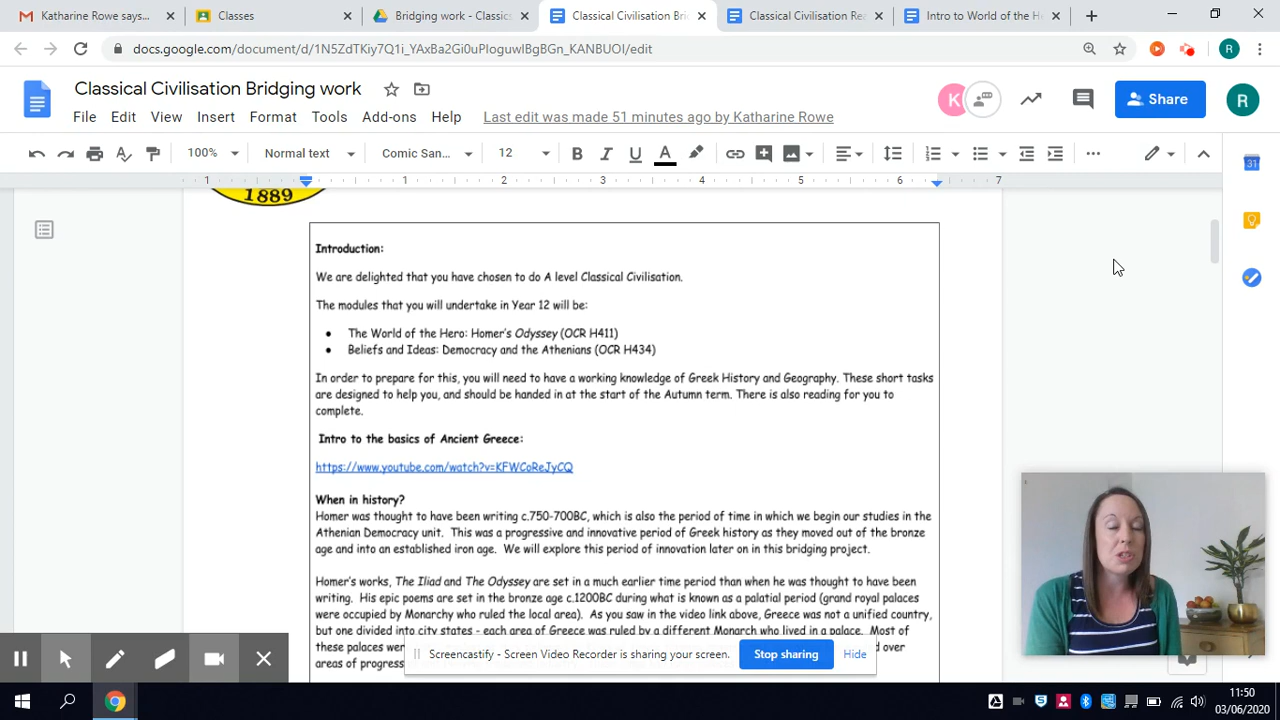 Katharine Rowe says...
Classes
Bridging work - Classics
Classical Civilisation Bri
Classical Civilisation Rea
Intro to World of the H
docs.google.com/document/d/1N5ZdTKiy7Q1i_YAxBa2Gi0uPIoguwlBgBGn_KANBUOI/edit
R
Classical Civilisation Bridging work
K
Share
R
File Edit View Insert Format Tools Add-ons Help Last edit was made 51 minutes ago by Katharine Rowe
100% Normal text Comic San... 12 B I U A
1 1 2 3 4 5 6 7
31
1889
Introduction:
We are delighted that you have chosen to do A level Classical Civilisation.
The modules that you will undertake in Year 12 will be:
• The World of the Hero: Homer's Odyssey (OCR H411)
• Beliefs and Ideas: Democracy and the Athenians (OCR H434)
In order to prepare for this, you will need to have a working knowledge of Greek History and Geography. These short tasks
are designed to help you, and should be handed in at the start of the Autumn term. There is also reading for you to
complete.
Intro to the basics of Ancient Greece:
https://www.youtube.com/watch?v=KFWCoReJyCQ
When in history?
Homer was thought to have been writing c.750-700BC, which is also the period of time in which we begin our studies in the
Athenian Democracy unit. This was a progressive and innovative period of Greek history as they moved out of the bronze
age and into an established iron age. We will explore this period of innovation later on in this bridging project.
Homer's works, The Iliad and The Odyssey are set in a much earlier time period than when he was thought to have been
writing. His epic poems are set in the bronze age c.1200BC during what is known as a palatial period (grand royal palaces
were occupied by Monarchy who ruled the local area). As you saw in the video link above, Greece was not a unified country,
but one divided into city states - each area of Greece was ruled by a different Monarch who lived in a palace. Most of
these palaces wer d over
areas of progress
Screencastify - Screen Video Recorder is sharing your screen. Stop sharing Hide
11:50
03/06/2020